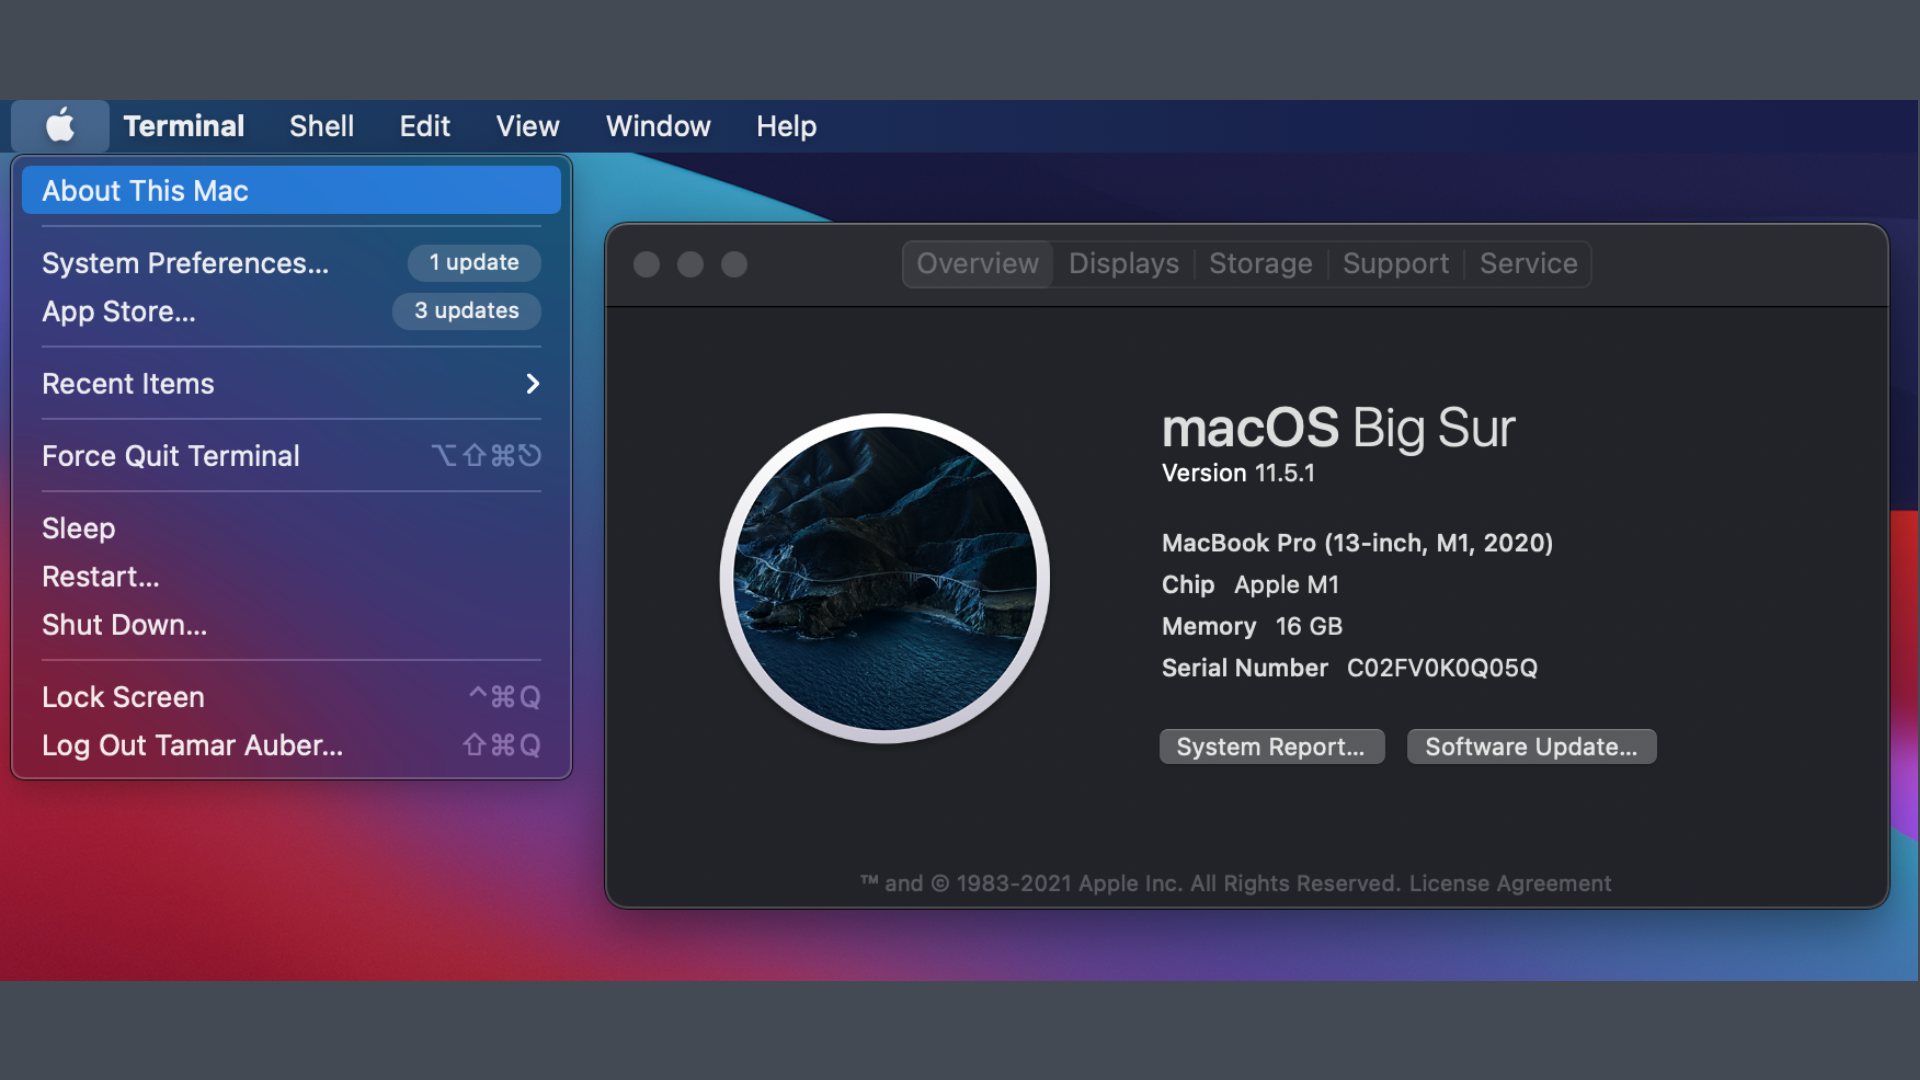 Terminal Shell Edit View Window Help
About This Mac
System Preferences... 1 update
App Store... 3 updates
Recent Items
Force Quit Terminal ⌥⇧⌘⎋
Sleep
Restart...
Shut Down...
Lock Screen ^⌘Q
Log Out Tamar Auber... ⇧⌘Q
Overview Displays Storage Support Service
macOS Big Sur
Version 11.5.1
MacBook Pro (13-inch, M1, 2020)
Chip Apple M1
Memory 16 GB
Serial Number C02FV0K0Q05Q
System Report... Software Update...
™ and © 1983-2021 Apple Inc. All Rights Reserved. License Agreement